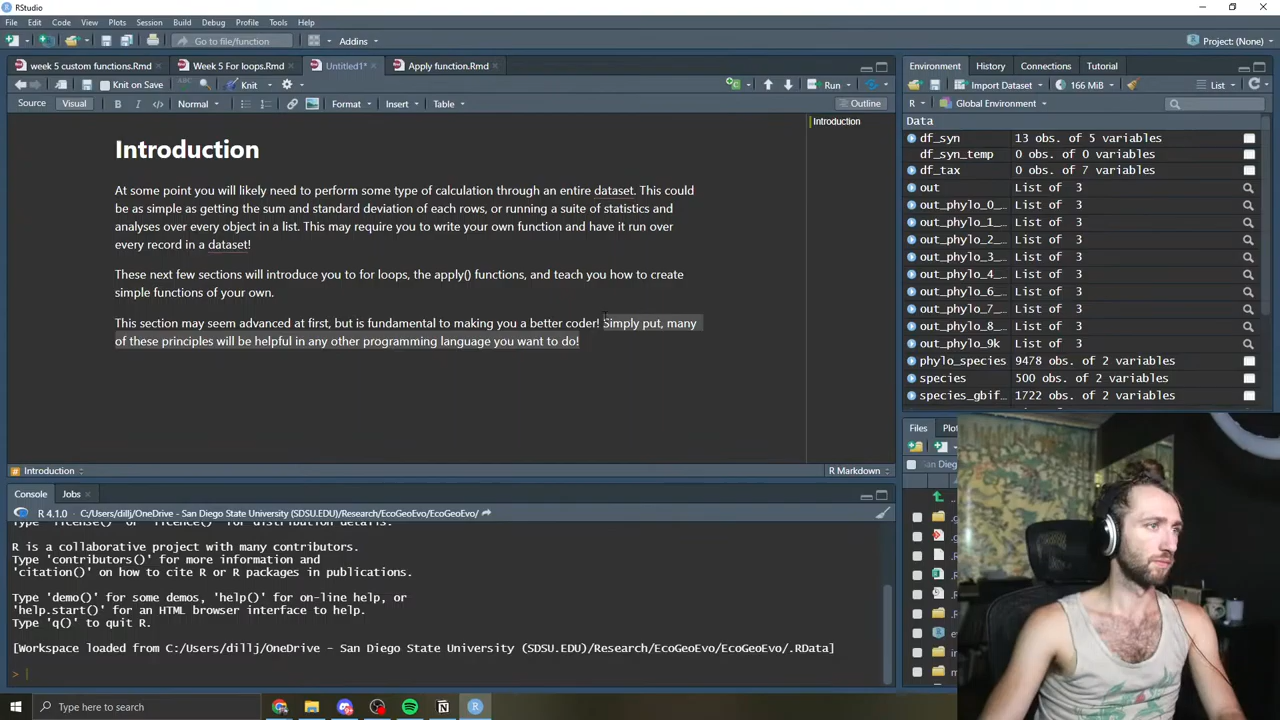 RStudio
File Edit Code View Plots Session Build Debug Profile Tools Help
Go to file/function Addins Project: (None)
week 5 custom functions.Rmd Week 5 For loops.Rmd Untitled1* Apply function.Rmd
Knit on Save Knit Run
Source Visual B I </> Normal Format Insert Table Outline
Introduction
At some point you will likely need to perform some type of calculation through an entire dataset. This could
be as simple as getting the sum and standard deviation of each rows, or running a suite of statistics and
analyses over every object in a list. This may require you to write your own function and have it run over
every record in a dataset!
These next few sections will introduce you to for loops, the apply() functions, and teach you how to create
simple functions of your own.
This section may seem advanced at first, but is fundamental to making you a better coder! Simply put, many
of these principles will be helpful in any other programming language you want to do!
Introduction
Introduction R Markdown
Console Jobs
R 4.1.0 · C:/Users/dillj/OneDrive - San Diego State University (SDSU.EDU)/Research/EcoGeoEvo/EcoGeoEvo/
Type 'license()' or 'licence()' for distribution details.
R is a collaborative project with many contributors.
Type 'contributors()' for more information and
'citation()' on how to cite R or R packages in publications.
Type 'demo()' for some demos, 'help()' for on-line help, or
'help.start()' for an HTML browser interface to help.
Type 'q()' to quit R.
[Workspace loaded from C:/Users/dillj/OneDrive - San Diego State University (SDSU.EDU)/Research/EcoGeoEvo/EcoGeoEvo/.RData]
>
Environment History Connections Tutorial
Import Dataset 166 MiB List
R Global Environment
Data
df_syn 13 obs. of 5 variables
df_syn_temp 0 obs. of 0 variables
df_tax 0 obs. of 7 variables
out List of 3
out_phylo_0_… List of 3
out_phylo_1_… List of 3
out_phylo_2_… List of 3
out_phylo_3_… List of 3
out_phylo_4_… List of 3
out_phylo_6_… List of 3
out_phylo_7_… List of 3
out_phylo_8_… List of 3
out_phylo_9k List of 3
phylo_species 9478 obs. of 2 variables
species 500 obs. of 2 variables
species_gbif… 1722 obs. of 2 variables
Files Plot
Type here to search